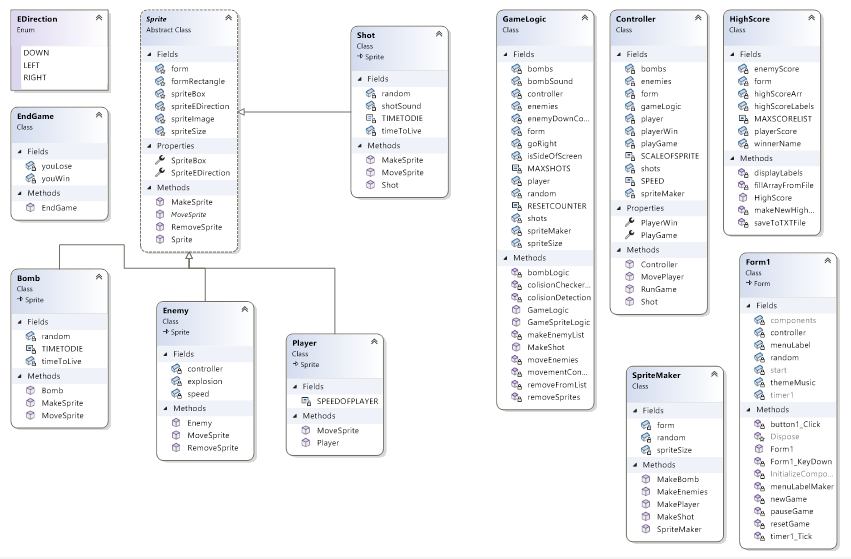 EDirection
Enum
DOWN
LEFT
RIGHT
EndGame
Class
Fields
youLose
youWin
Methods
EndGame
Sprite
Abstract Class
Fields
form
formRectangle
spriteBox
spriteEDirection
spriteImage
spriteSize
Properties
SpriteBox
SpriteEDirection
Methods
MakeSprite
MoveSprite
RemoveSprite
Sprite
Shot
Class
Sprite
Fields
random
shotSound
TIMETODIE
timeToLive
Methods
MakeSprite
MoveSprite
Shot
Bomb
Class
Sprite
Fields
random
TIMETODIE
timeToLive
Methods
Bomb
MakeSprite
MoveSprite
Enemy
Class
Sprite
Fields
controller
explosion
speed
Methods
Enemy
MoveSprite
RemoveSprite
Player
Class
Sprite
Fields
SPEEDOFPLAYER
Methods
MoveSprite
Player
GameLogic
Class
Fields
bombs
bombSound
controller
enemies
enemyDownCo...
form
goRight
isSideOfScreen
MAXSHOTS
player
random
RESETCOUNTER
shots
spriteMaker
spriteSize
Methods
bombLogic
colisionChecker...
colisionDetection
GameLogic
GameSpriteLogic
makeEnemyList
MakeShot
moveEnemies
movementCon...
removeFromList
removeSprites
Controller
Class
Fields
bombs
enemies
form
gameLogic
player
playerWin
playGame
SCALEOFSPRITE
shots
SPEED
spriteMaker
Properties
PlayerWin
PlayGame
Methods
Controller
MovePlayer
RunGame
Shot
HighScore
Class
Fields
enemyScore
form
highScoreArr
highScoreLabels
MAXSCORELIST
playerScore
winnerName
Methods
displayLabels
fillArrayFromFile
HighScore
makeNewHigh...
saveToTXTFile
SpriteMaker
Class
Fields
form
random
spriteSize
Methods
MakeBomb
MakeEnemies
MakePlayer
MakeShot
SpriteMaker
Form1
Class
Form
Fields
components
controller
menuLabel
random
start
themeMusic
timer1
Methods
button1_Click
Dispose
Form1
Form1_KeyDown
InitializeCompo...
menuLabelMaker
newGame
pauseGame
resetGame
timer1_Tick